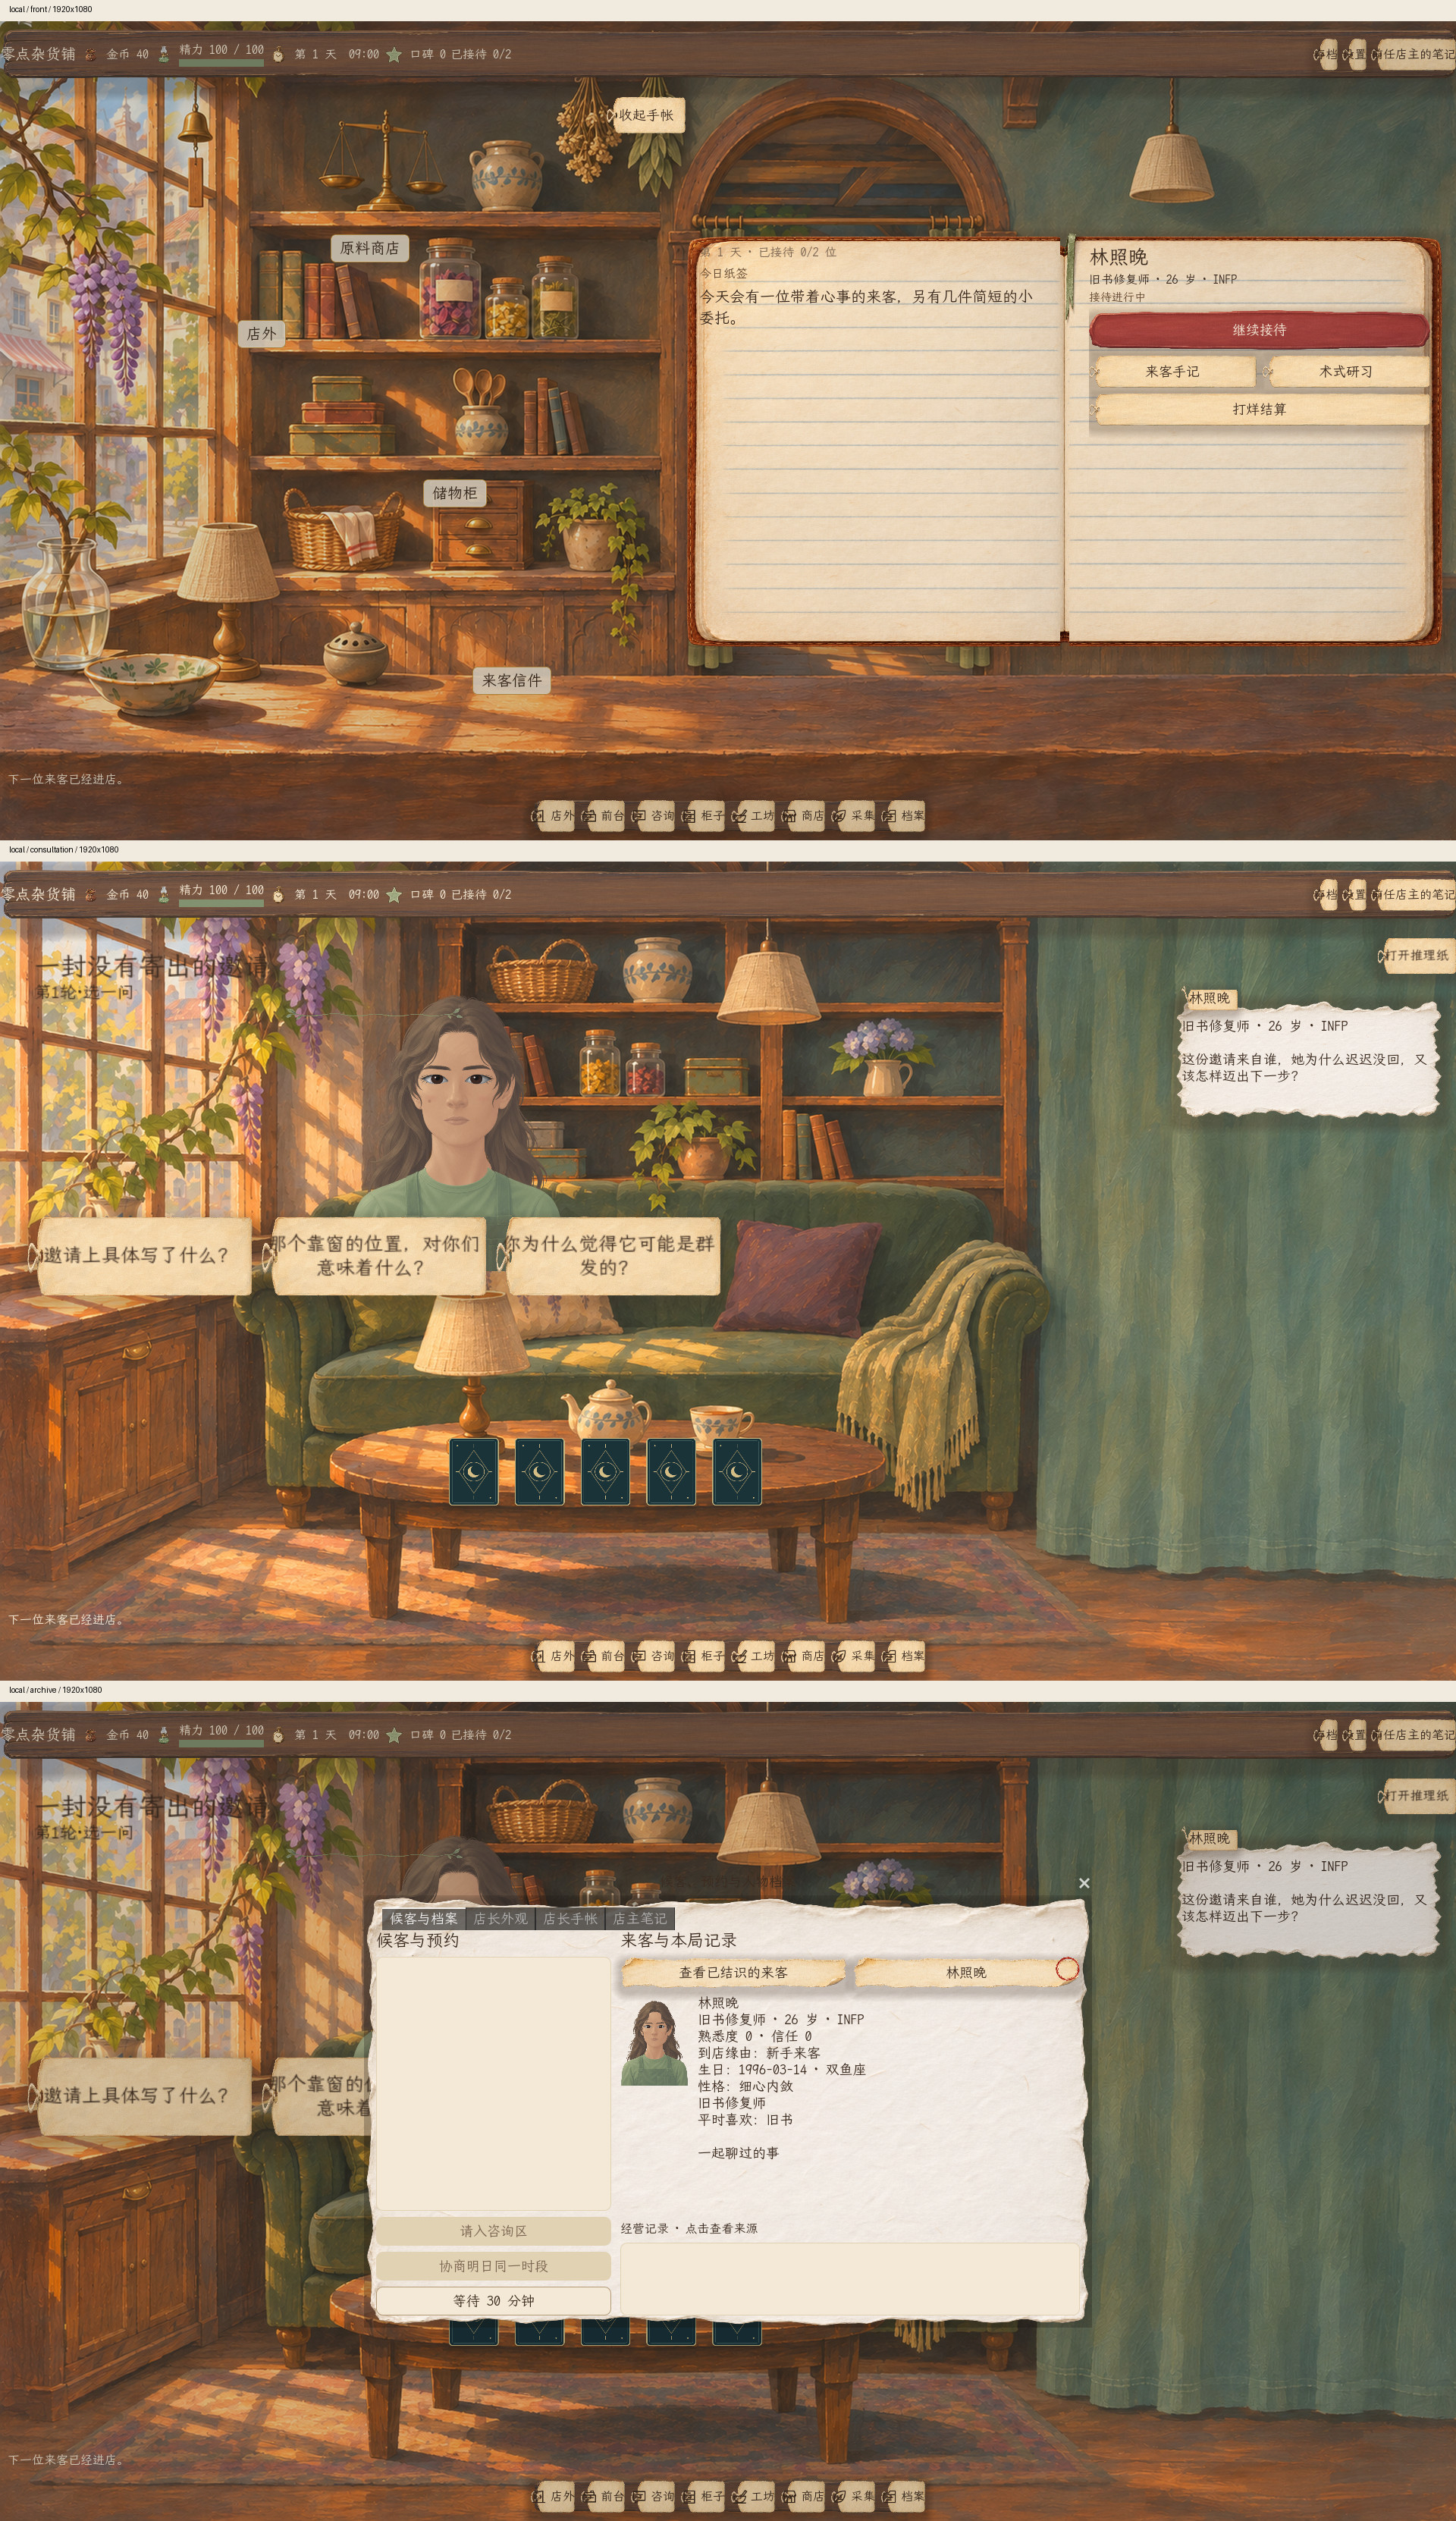 local / front / 1920x1080
零点杂货铺 金币 40 精力 100 / 100 第 1 天 09:00 口碑 0 已接待 0/2
档 置 任店主的笔记
收起手帐
原料商店
店外
储物柜
来客信件
第 1 天 · 已接待 0/2 位
今日纸签
今天会有一位带着心事的来客，另有几件简短的小
委托。
林照晚
旧书修复师 · 26 岁 · INFP
接待进行中
继续接待
来客手记 术式研习
打烊结算
下一位来客已经进店。
店外 前台 咨询 柜子 工坊 商店 采集 档案
local / consultation / 1920x1080
零点杂货铺 金币 40 精力 100 / 100 第 1 天 09:00 口碑 0 已接待 0/2
档 置 任店主的笔记
打开推理纸
一封没有寄出的邀请
第1轮·选一问
林照晚
旧书修复师 · 26 岁 · INFP
这份邀请来自谁，她为什么迟迟没回，又
该怎样迈出下一步？
邀请上具体写了什么？
那个靠窗的位置，对你们
意味着什么？
你为什么觉得它可能是群
发的？
下一位来客已经进店。
店外 前台 咨询 柜子 工坊 商店 采集 档案
local / archive / 1920x1080
零点杂货铺 金币 40 精力 100 / 100 第 1 天 09:00 口碑 0 已接待 0/2
档 置 任店主的笔记
打开推理纸
一封没有寄出的邀请
第1轮·选一问
林照晚
旧书修复师 · 26 岁 · INFP
这份邀请来自谁，她为什么迟迟没回，又
该怎样迈出下一步？
候客与档案 店长外观 店长手帐 店主笔记
候客与预约
来客与本局记录
查看已结识的来客 林照晚
林照晚
旧书修复师 · 26 岁 · INFP
熟悉度 0 · 信任 0
到店缘由：新手来客
生日：1996-03-14 · 双鱼座
性格：细心内敛
旧书修复师
平时喜欢：旧书
一起聊过的事
经营记录 · 点击查看来源
请入咨询区
协商明日同一时段
等待 30 分钟
邀请上具体写了什么？
那个靠窗的
意味着
下一位来客已经进店。
店外 前台 咨询 柜子 工坊 商店 采集 档案